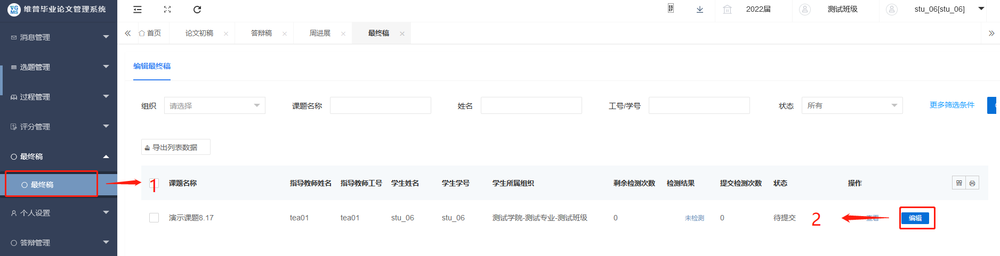 VG
MS
维普毕业论文管理系统
2022届
测试班级
stu_06[stu_06]
首页
论文初稿
答辩稿
周进展
最终稿
消息管理
选题管理
过程管理
评分管理
最终稿
最终稿
个人设置
答辩管理
编辑最终稿
组织
请选择
课题名称
姓名
工号/学号
状态
所有
更多筛选条件
导出列表数据
1
课题名称 指导教师姓名 指导教师工号 学生姓名 学生学号 学生所属组织 剩余检测次数 检测结果 提交检测次数 状态 操作
演示课题8.17 tea01 tea01 stu_06 stu_06 测试学院-测试专业-测试班级 0 未检测 0 待提交 2 查看 编辑